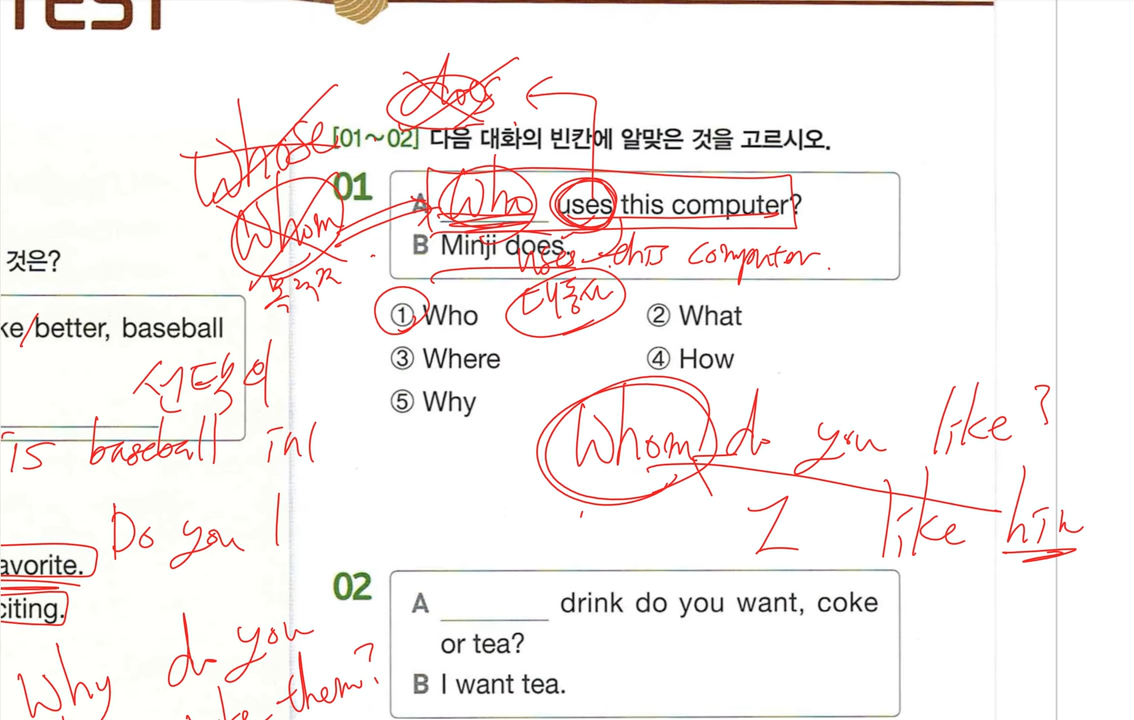 TEST
does
Whose
[01~02] 다음 대화의 빈칸에 알맞은 것을 고르시오.
01
A Who uses this computer?
Whom
B Minji does.
uses this computer.
목적격
대동사
① Who ② What
③ Where ④ How
⑤ Why
것은?
ke/better, baseball
선택의
is baseball
Whom do you like?
I like him
Do you l
avorite.
citing.
02
A ________ drink do you want, coke
or tea?
B I want tea.
Why do you
them?